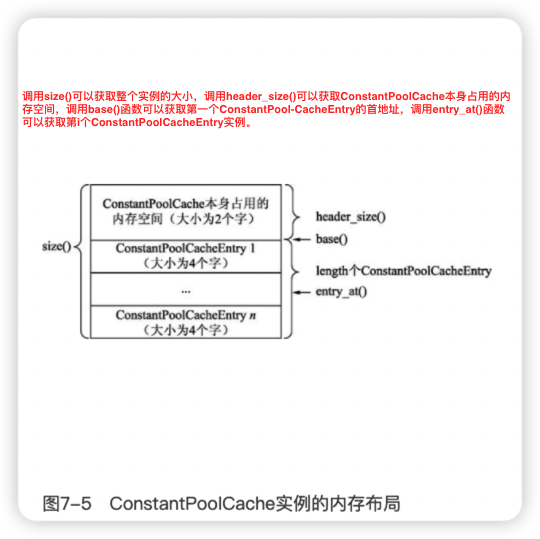 调用size()可以获取整个实例的大小，调用header_size()可以获取ConstantPoolCache本身占用的内
存空间，调用base()函数可以获取第一个ConstantPool-CacheEntry的首地址，调用entry_at()函数
可以获取第i个ConstantPoolCacheEntry实例。
ConstantPoolCache本身占用的
内存空间（大小为2个字）
header_size()
size()
base()
ConstantPoolCacheEntry 1
（大小为4个字）
length个ConstantPoolCacheEntry
...
entry_at()
ConstantPoolCacheEntry n
（大小为4个字）
图7-5 ConstantPoolCache实例的内存布局